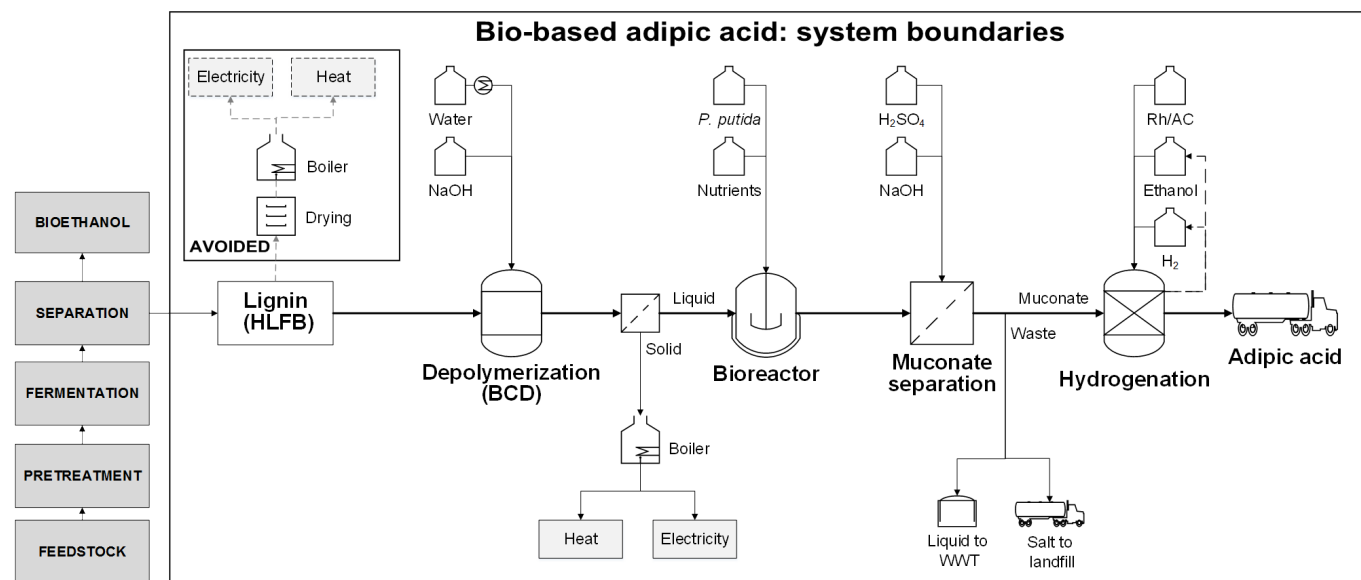 Bio-based adipic acid: system boundaries
Electricity
Heat
Boiler
Drying
AVOIDED
BIOETHANOL
SEPARATION
FERMENTATION
PRETREATMENT
FEEDSTOCK
Lignin
(HLFB)
Water
NaOH
Depolymerization
(BCD)
Liquid
Solid
Boiler
Heat
Electricity
P. putida
Nutrients
Bioreactor
H₂SO₄
NaOH
Muconate
separation
Muconate
Waste
Liquid to
WWT
Salt to
landfill
Rh/AC
Ethanol
H₂
Hydrogenation
Adipic acid